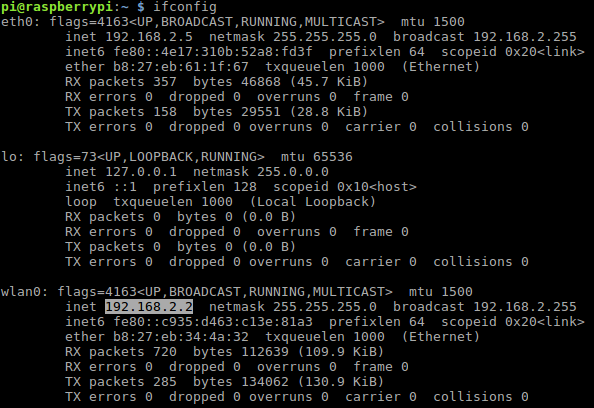 pi@raspberrypi:~ $ ifconfig
eth0: flags=4163<UP,BROADCAST,RUNNING,MULTICAST>  mtu 1500
        inet 192.168.2.5  netmask 255.255.255.0  broadcast 192.168.2.255
        inet6 fe80::4e17:310b:52a8:fd3f  prefixlen 64  scopeid 0x20<link>
        ether b8:27:eb:61:1f:67  txqueuelen 1000  (Ethernet)
        RX packets 357  bytes 46868 (45.7 KiB)
        RX errors 0  dropped 0  overruns 0  frame 0
        TX packets 158  bytes 29551 (28.8 KiB)
        TX errors 0  dropped 0 overruns 0  carrier 0  collisions 0

lo: flags=73<UP,LOOPBACK,RUNNING>  mtu 65536
        inet 127.0.0.1  netmask 255.0.0.0
        inet6 ::1  prefixlen 128  scopeid 0x10<host>
        loop  txqueuelen 1000  (Local Loopback)
        RX packets 0  bytes 0 (0.0 B)
        RX errors 0  dropped 0  overruns 0  frame 0
        TX packets 0  bytes 0 (0.0 B)
        TX errors 0  dropped 0 overruns 0  carrier 0  collisions 0

wlan0: flags=4163<UP,BROADCAST,RUNNING,MULTICAST>  mtu 1500
        inet 192.168.2.2  netmask 255.255.255.0  broadcast 192.168.2.255
        inet6 fe80::c935:d463:c13e:81a3  prefixlen 64  scopeid 0x20<link>
        ether b8:27:eb:34:4a:32  txqueuelen 1000  (Ethernet)
        RX packets 720  bytes 112639 (109.9 KiB)
        RX errors 0  dropped 0  overruns 0  frame 0
        TX packets 285  bytes 134062 (130.9 KiB)
        TX errors 0  dropped 0 overruns 0  carrier 0  collisions 0